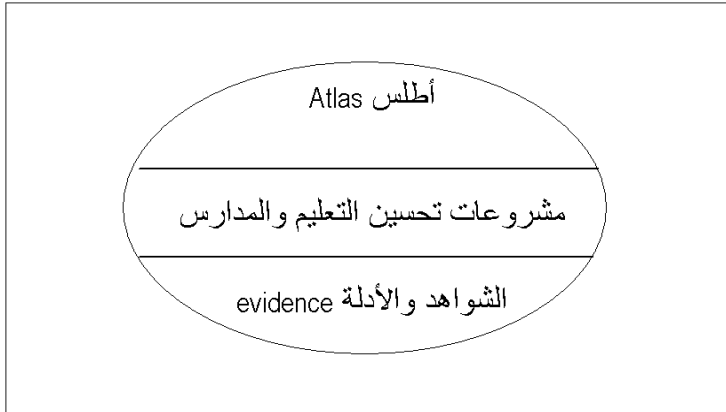 أطلس Atlas
مشروعات تحسين التعليم والمدارس
الشواهد والأدلة evidence